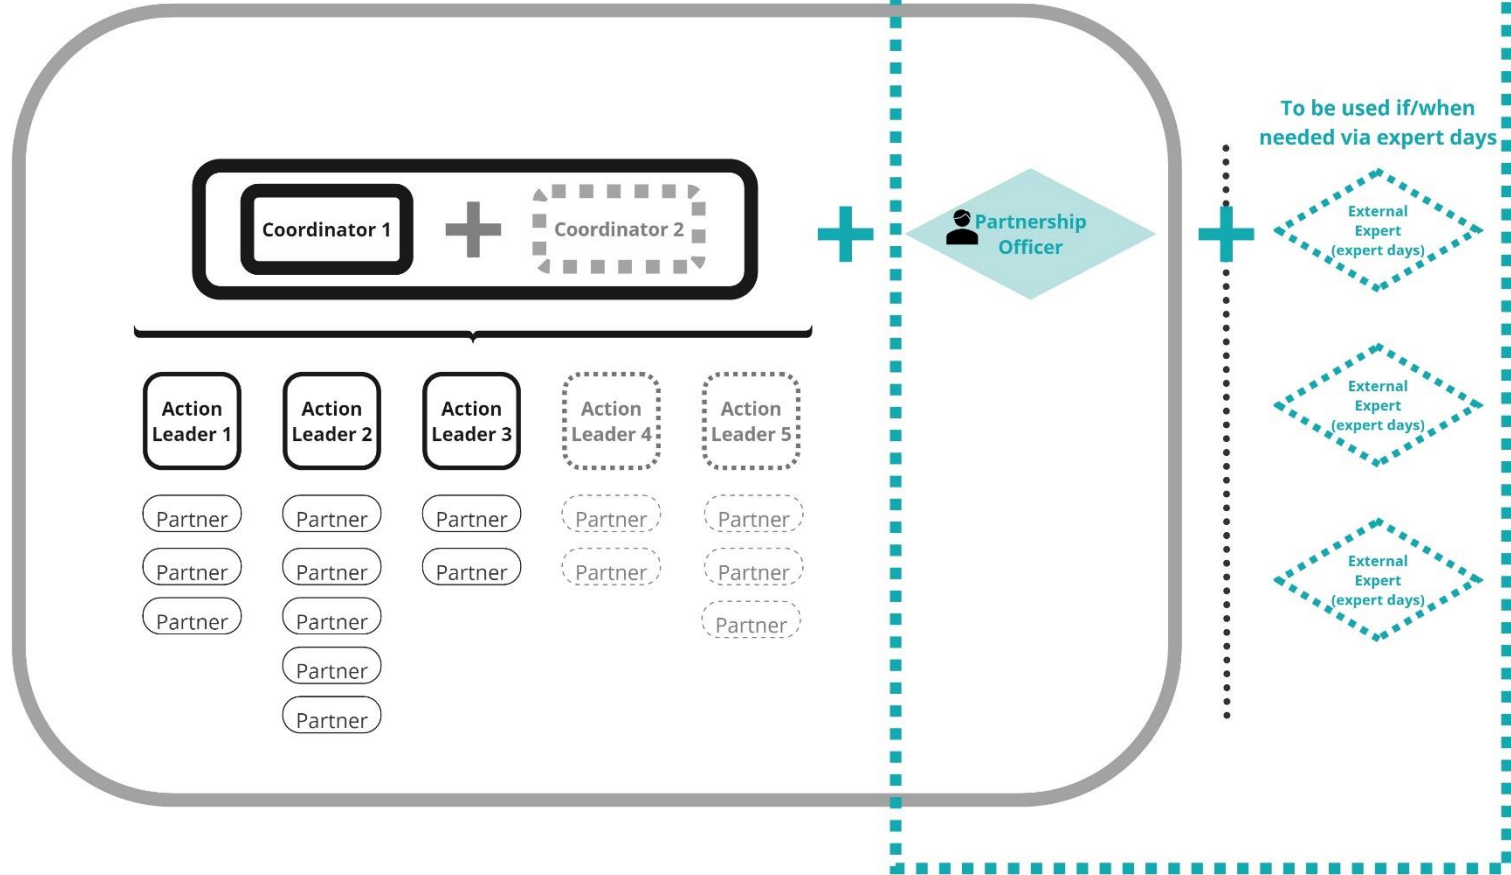 To be used if/when
needed via expert days
Coordinator 1
Coordinator 2
Partnership
Officer
External
Expert
(expert days)
Action
Leader 1
Action
Leader 2
Action
Leader 3
Action
Leader 4
Action
Leader 5
External
Expert
(expert days)
Partner
Partner
Partner
Partner
Partner
Partner
Partner
Partner
Partner
Partner
Partner
Partner
Partner
External
Expert
(expert days)
Partner
Partner